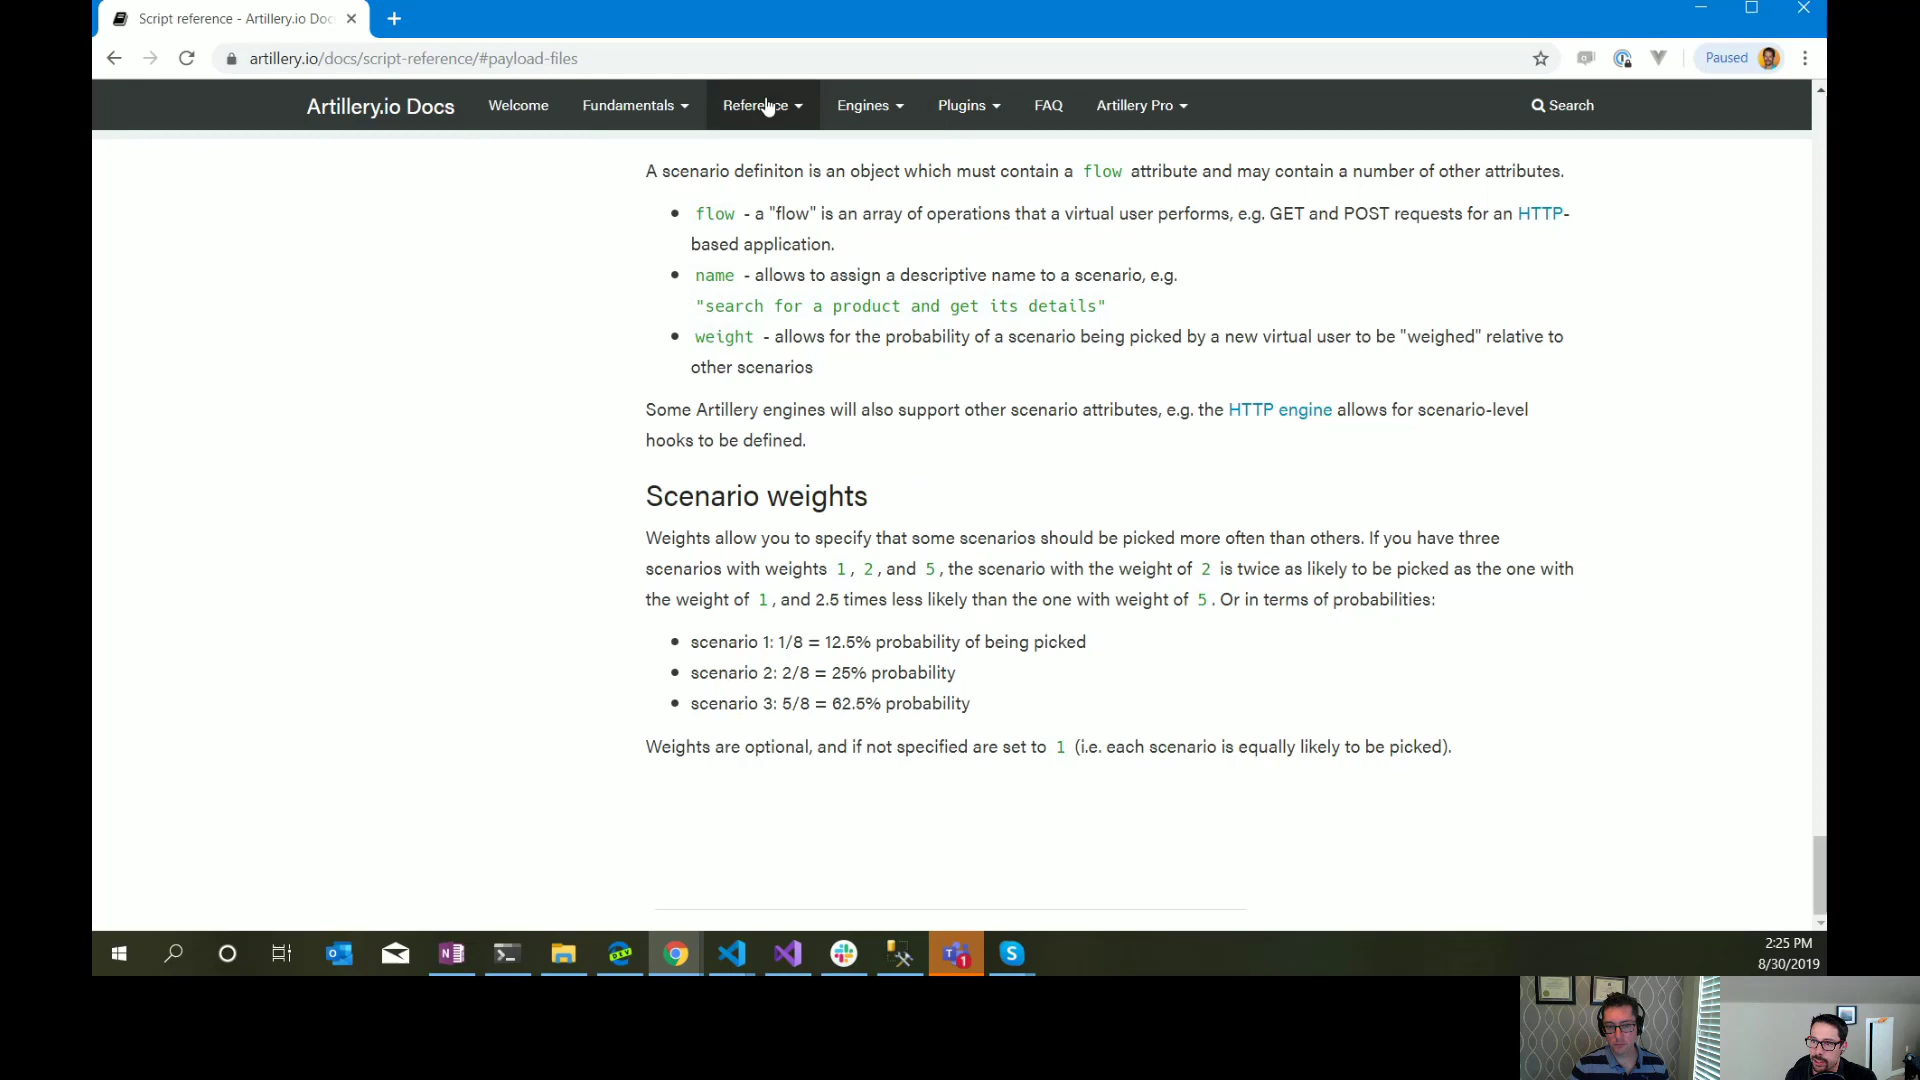 Script reference - Artillery.io Doc
artillery.io/docs/script-reference/#payload-files
Paused
Artillery.io Docs
Welcome
Fundamentals
Reference
Engines
Plugins
FAQ
Artillery Pro
Search
A scenario definiton is an object which must contain a flow attribute and may contain a number of other attributes.
flow - a "flow" is an array of operations that a virtual user performs, e.g. GET and POST requests for an HTTP-
based application.
name - allows to assign a descriptive name to a scenario, e.g.
"search for a product and get its details"
weight - allows for the probability of a scenario being picked by a new virtual user to be "weighed" relative to
other scenarios
Some Artillery engines will also support other scenario attributes, e.g. the HTTP engine allows for scenario-level
hooks to be defined.
Scenario weights
Weights allow you to specify that some scenarios should be picked more often than others. If you have three
scenarios with weights 1, 2, and 5, the scenario with the weight of 2 is twice as likely to be picked as the one with
the weight of 1, and 2.5 times less likely than the one with weight of 5. Or in terms of probabilities:
scenario 1: 1/8 = 12.5% probability of being picked
scenario 2: 2/8 = 25% probability
scenario 3: 5/8 = 62.5% probability
Weights are optional, and if not specified are set to 1 (i.e. each scenario is equally likely to be picked).
2:25 PM
8/30/2019